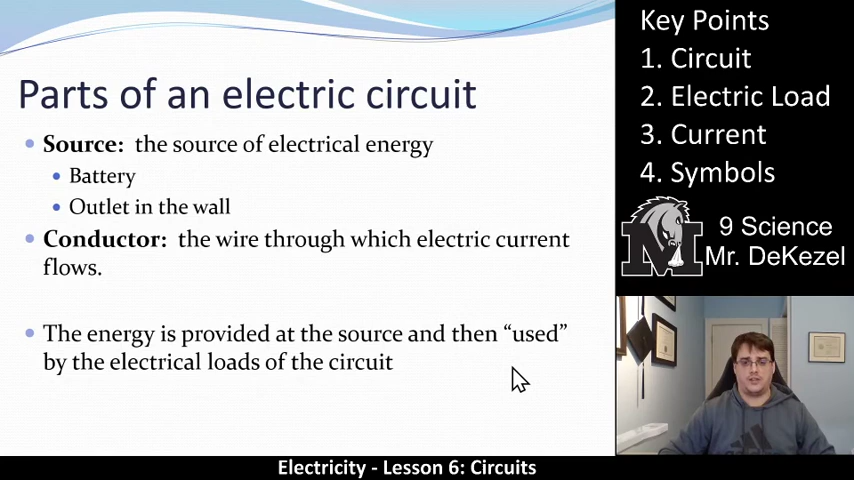 Parts of an electric circuit
Source: the source of electrical energy
Battery
Outlet in the wall
Conductor: the wire through which electric current
flows.
The energy is provided at the source and then “used”
by the electrical loads of the circuit
Key Points
1. Circuit
2. Electric Load
3. Current
4. Symbols
M
9 Science
Mr. DeKezel
Electricity - Lesson 6: Circuits